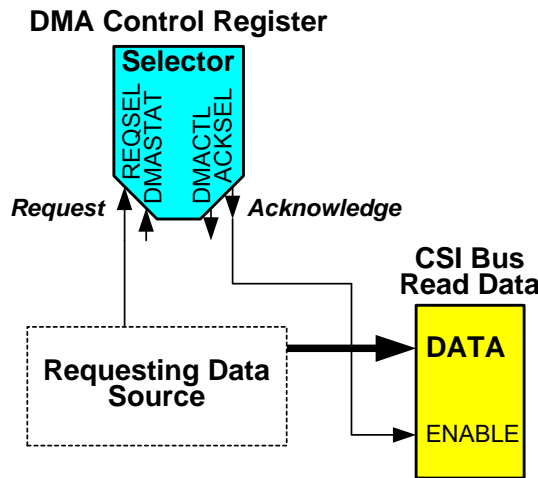 DMA Control Register
Selector
REQSEL
DMASTAT
DMACTL
ACKSEL
Request
Acknowledge
CSI Bus
Read Data
Requesting Data
Source
DATA
ENABLE